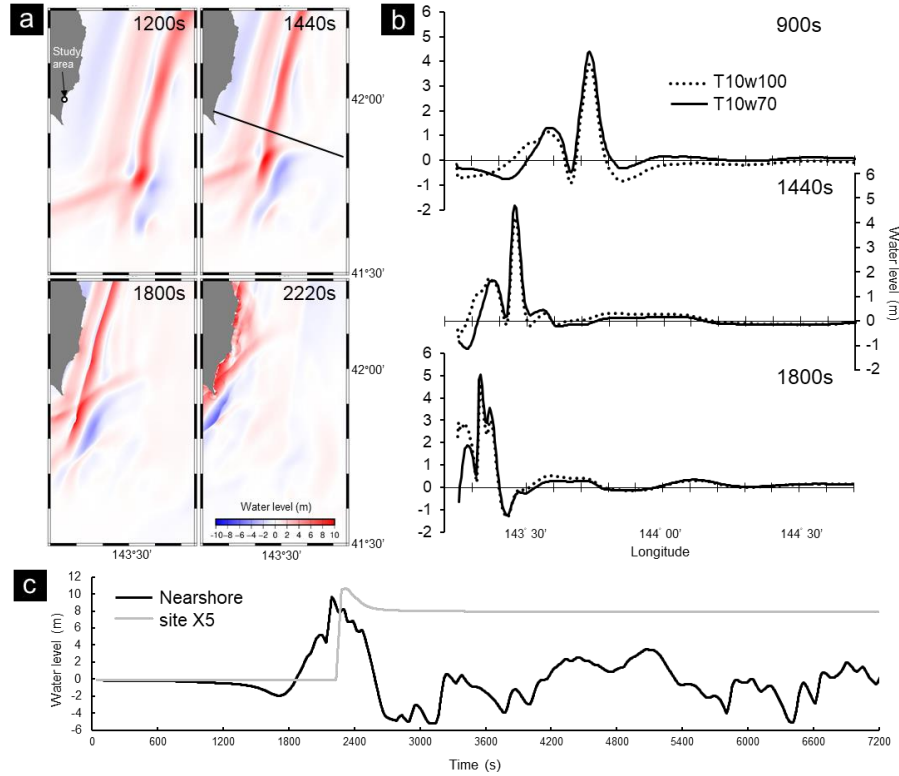 a
1200s
1440s
Study
area
42°00'
41°30'
1800s
2220s
42°00'
Water level (m)
-10 -8 -6 -4 -2 0 2 4 6 8 10
41°30'
143°30'
143°30'
b
900s
6
5
4
3
2
1
0
-1
-2
T10w100
T10w70
1440s
6
5
4
3
2
1
0
-1
-2
Water level (m)
1800s
6
5
4
3
2
1
0
-1
-2
143° 30'
144° 00'
144° 30'
Longitude
c
Water level (m)
12
10
8
6
4
2
0
-2
-4
-6
Nearshore
site X5
0 600 1200 1800 2400 3000 3600 4200 4800 5400 6000 6600 7200
Time (s)